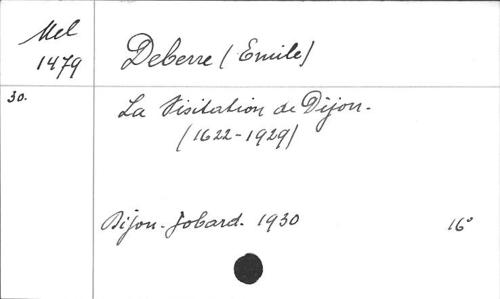 Mel
1479
Deberre (Emile)
30.
La Visitation de Dijon.
(1622-1929)
Dijon. Jobard. 1930
16°